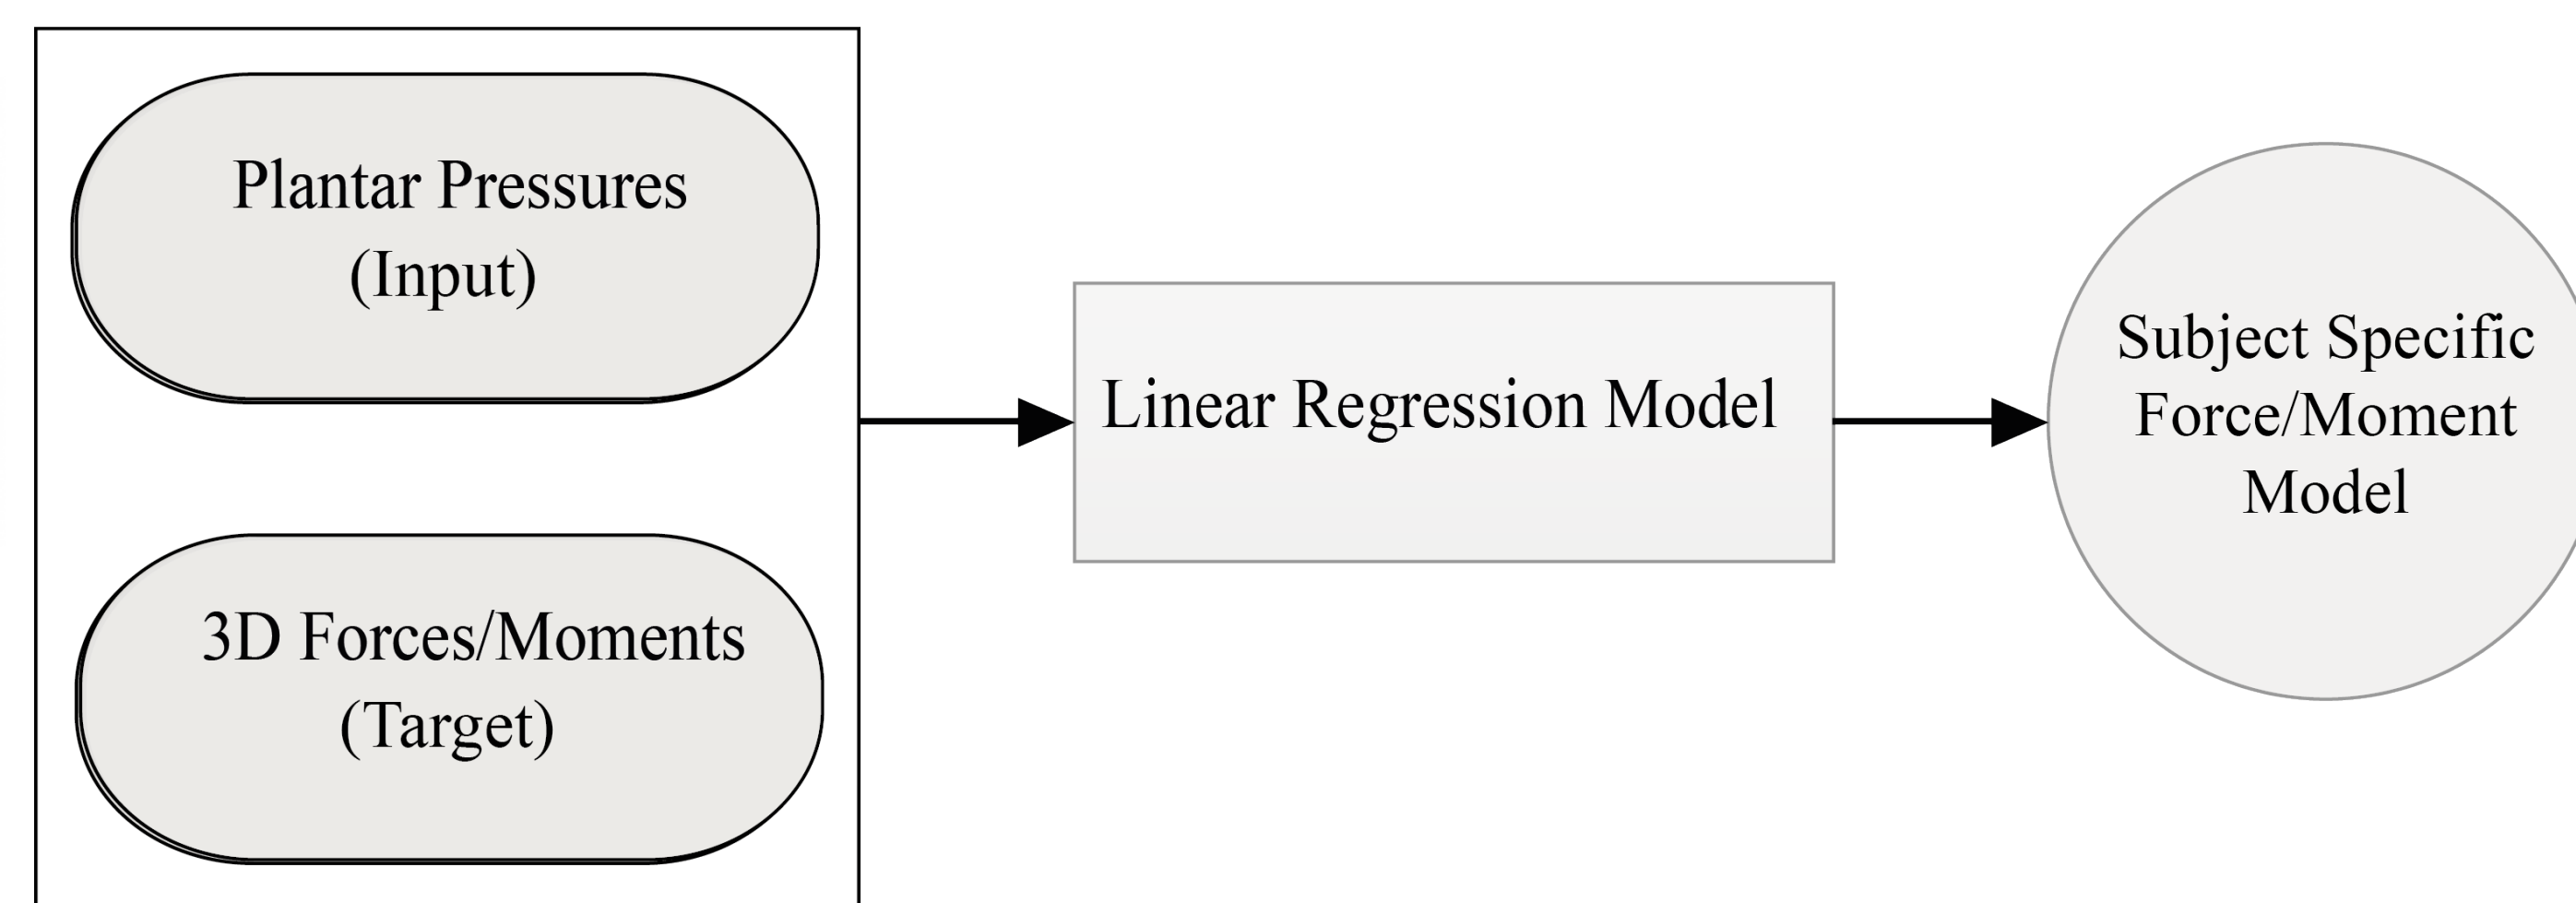 Plantar Pressures
(Input)
3D Forces/Moments
(Target)
Linear Regression Model
Subject Specific
Force/Moment
Model